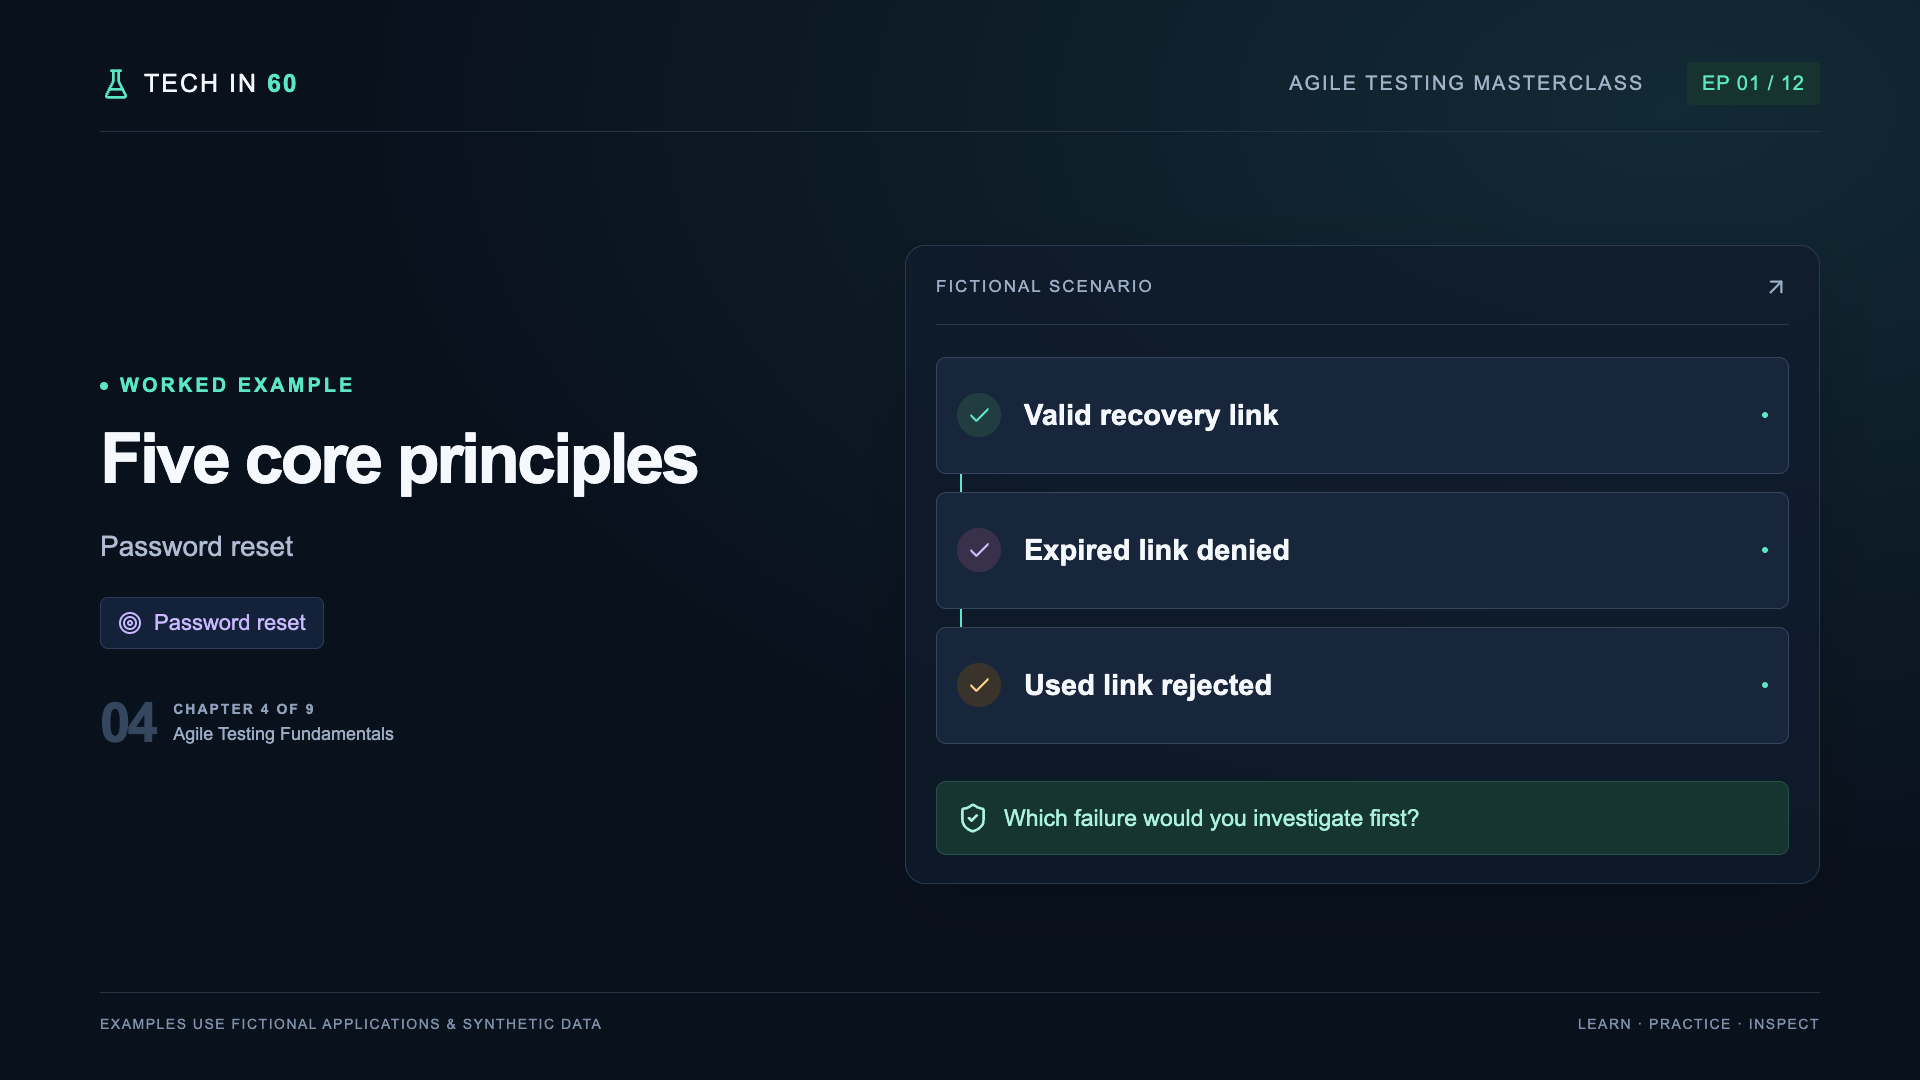 TECH IN 60
AGILE TESTING MASTERCLASS
EP 01 / 12
WORKED EXAMPLE
Five core principles
Password reset
Password reset
04
CHAPTER 4 OF 9
Agile Testing Fundamentals
FICTIONAL SCENARIO
Valid recovery link
Expired link denied
Used link rejected
Which failure would you investigate first?
EXAMPLES USE FICTIONAL APPLICATIONS & SYNTHETIC DATA
LEARN · PRACTICE · INSPECT